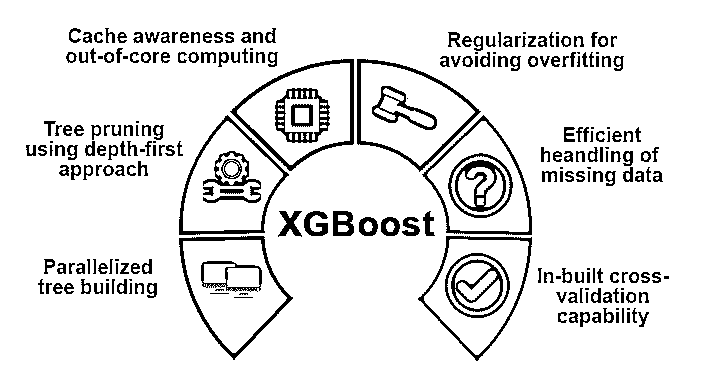 Cache awareness and
out-of-core computing
Regularization for
avoiding overfitting
Tree pruning
using depth-first
approach
Efficient
heandling of
missing data
XGBoost
Parallelized
tree building
In-built cross-
validation
capability